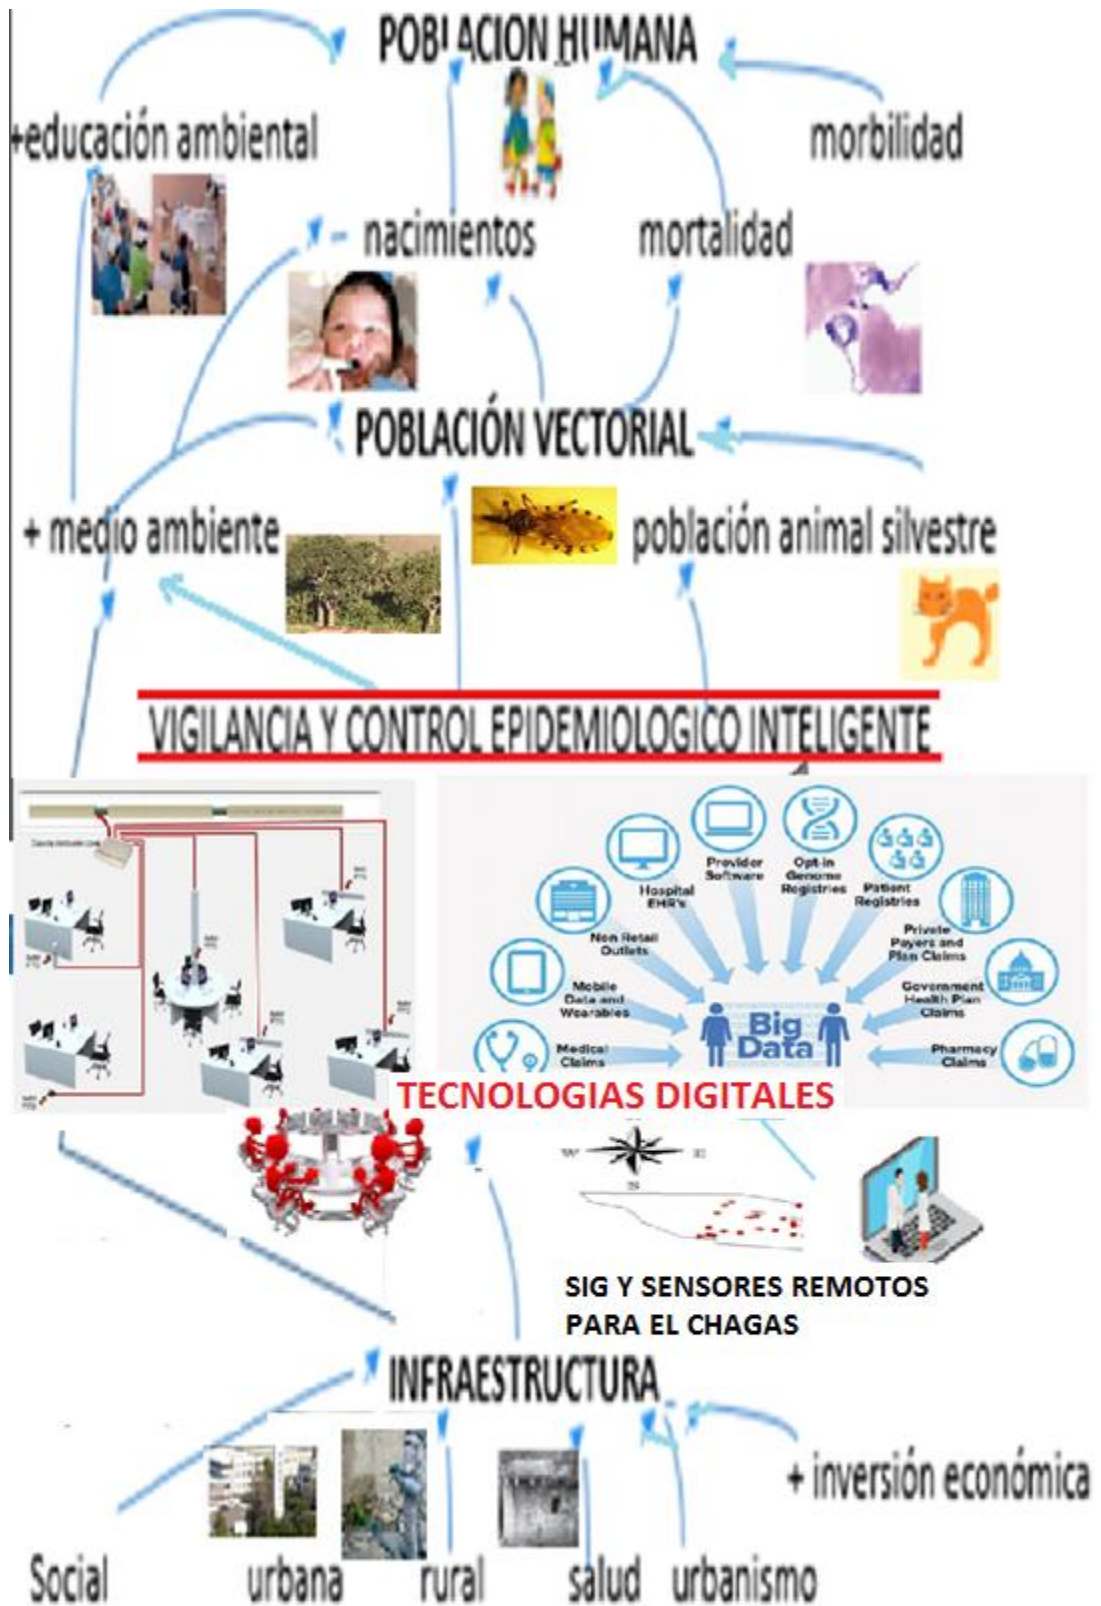 POBLACION HUMANA
+educación ambiental
morbilidad
- nacimientos
mortalidad
POBLACIÓN VECTORIAL
+ medio ambiente
población animal silvestre
VIGILANCIA Y CONTROL EPIDEMIOLOGICO INTELIGENTE
Provider
Software
Opt-in
Genome
Registries
Hospital
EHR's
Patient
Registries
Non Retail
Outlets
Private
Payers and
Plan Claims
Mobile
Data and
Wearables
Government
Health Plan
Claims
Big
Data
Medical
Claims
Pharmacy
Claims
TECNOLOGIAS DIGITALES
W
E
S
SIG Y SENSORES REMOTOS
PARA EL CHAGAS
INFRAESTRUCTURA
+ inversión económica
Social
urbana
rural
salud
urbanismo